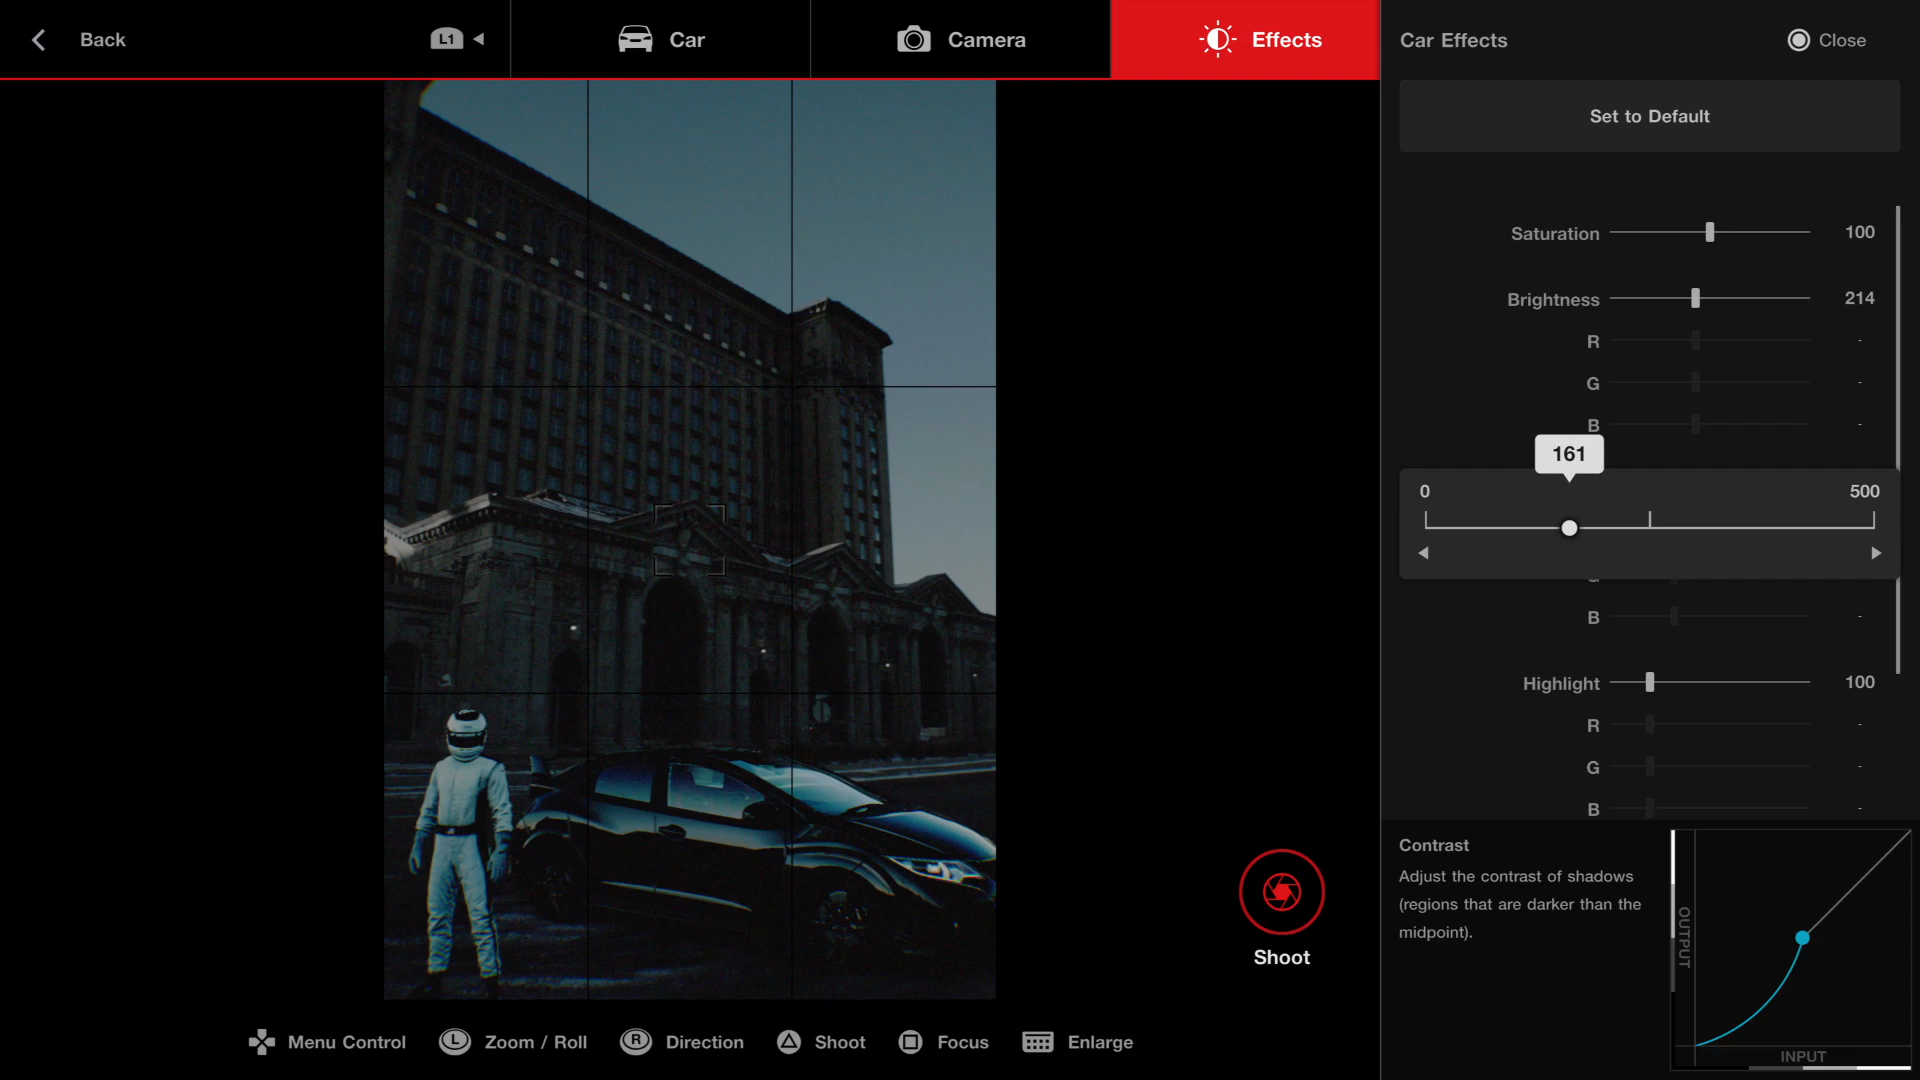 Back
L1
Car
Camera
Effects
Car Effects
Close
Set to Default
Saturation 100
Brightness 214
R -
G -
B -
161
0 500
B -
Highlight 100
R -
G -
B -
Contrast
Adjust the contrast of shadows
(regions that are darker than the
midpoint).
OUTPUT
INPUT
Shoot
Menu Control
L Zoom / Roll
R Direction
Shoot
Focus
Enlarge